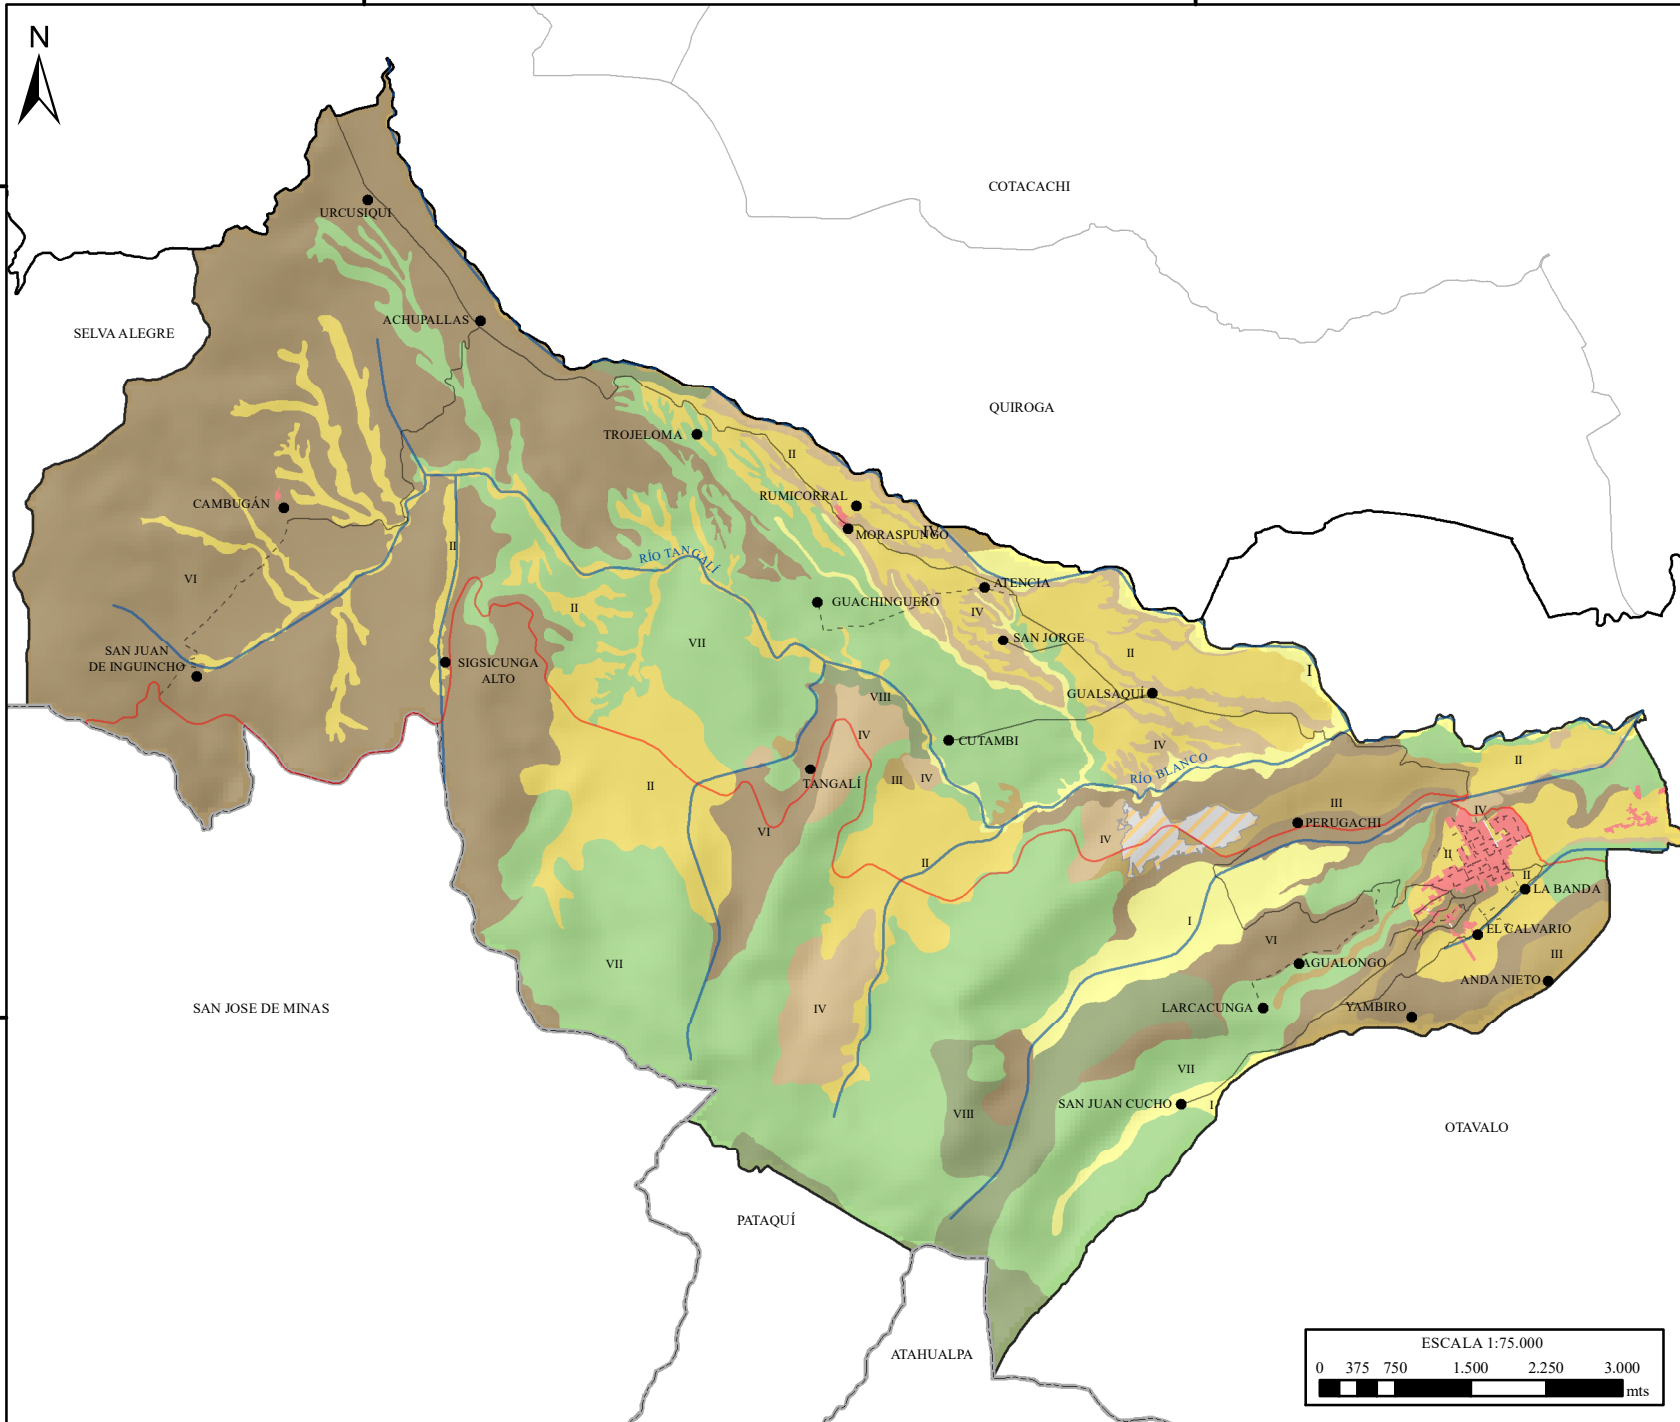 N
COTACACHI
URCUSIQUI
SELVA ALEGRE
ACHUPALLAS
QUIROGA
TROJELOMA
II
RUMICORRAL
CAMBUGÁN
MORASPUNGO
IV
II
RÍO TANGALÍ
VI
ATENCIA
II
GUACHINGUERO
IV
SAN JORGE
VII
SAN JUAN
DE INGUINCHO
II
SIGSICUNGA
ALTO
I
VIII
GUALSAQUÍ
IV
CUTAMBI
IV
II
RÍO BLANCO
TANGALÍ
III
IV
II
III
IV
VI
PERUGACHI
IV
II
II
II
LA BANDA
I
EL CALVARIO
VI
III
VII
AGUALONGO
ANDA NIETO
SAN JOSE DE MINAS
IV
LARCACUNGA
YAMBIRO
VII
VIII
SAN JUAN CUCHO
I
OTAVALO
PATAQUÍ
ATAHUALPA
ESCALA 1:75.000
0 375 750 1.500 2.250 3.000
mts